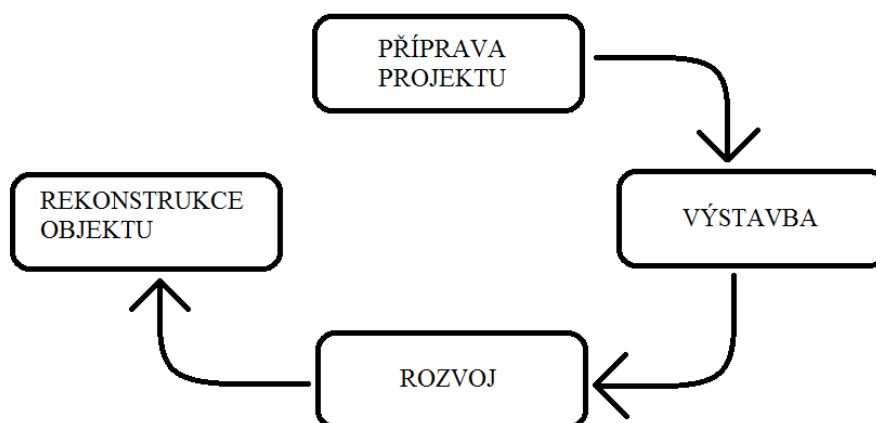 PŘÍPRAVA
PROJEKTU
VÝSTAVBA
ROZVOJ
REKONSTRUKCE
OBJEKTU